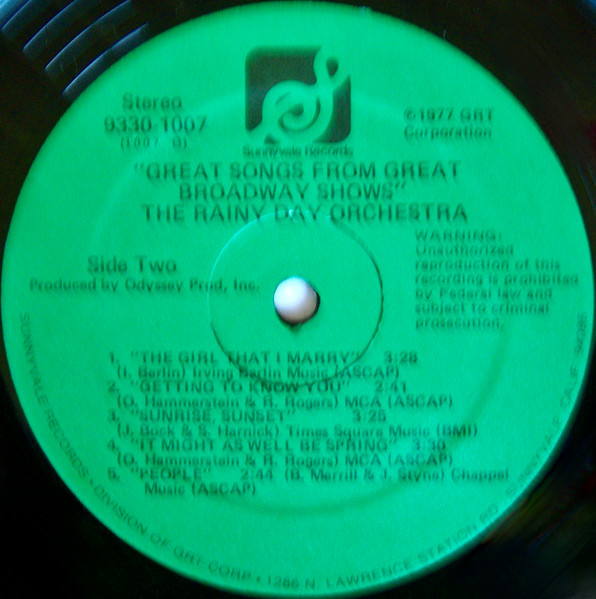 Stereo
9330-1007
(1007 G)
Sunnyvale Records
©1977 GRT
Corporation
"GREAT SONGS FROM GREAT
BROADWAY SHOWS"
THE RAINY DAY ORCHESTRA
Side Two
Produced by Odyssey Prod, Inc.
WARNING:
Unauthorized
reproduction of this
recording is prohibited
by Federal law and
subject to criminal
prosecution.
1. "THE GIRL THAT I MARRY" 3:28
(I. Berlin) Irving Berlin Music (ASCAP)
2. "GETTING TO KNOW YOU" 2:41
(O. Hammerstein & R. Rogers) MCA (ASCAP)
3. "SUNRISE, SUNSET" 3:25
(J. Bock & S. Harnick) Times Square Music (BMI)
4. "IT MIGHT AS WELL BE SPRING" 3:30
(O. Hammerstein & R. Rogers) MCA (ASCAP)
5. "PEOPLE" 2:44 (B. Merrill & J. Styne) Chappel
Music (ASCAP)
SUNNYVALE RECORDS • DIVISION OF GRT CORP • 1286 N. LAWRENCE STATION RD. SUNNYVALE CALIF 94086